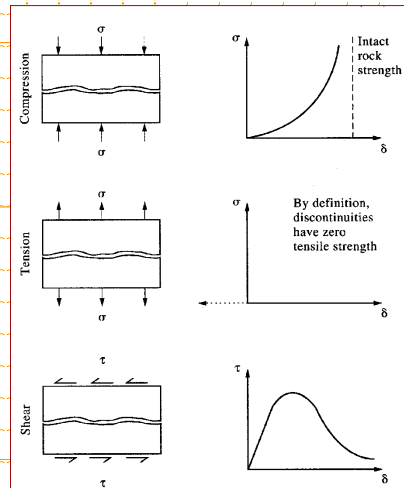 σ
Compression
σ
σ
Intact
rock
strength
δ
σ
Tension
σ
σ
By definition,
discontinuities
have zero
tensile strength
δ
τ
Shear
τ
τ
δ